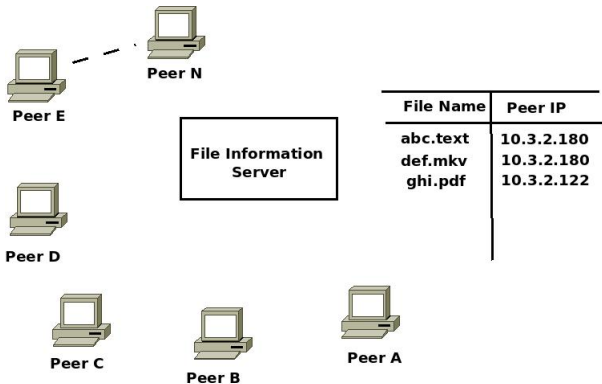 Peer N
Peer E
File Information
Server
File Name Peer IP
abc.text 10.3.2.180
def.mkv 10.3.2.180
ghi.pdf 10.3.2.122
Peer D
Peer C
Peer B
Peer A